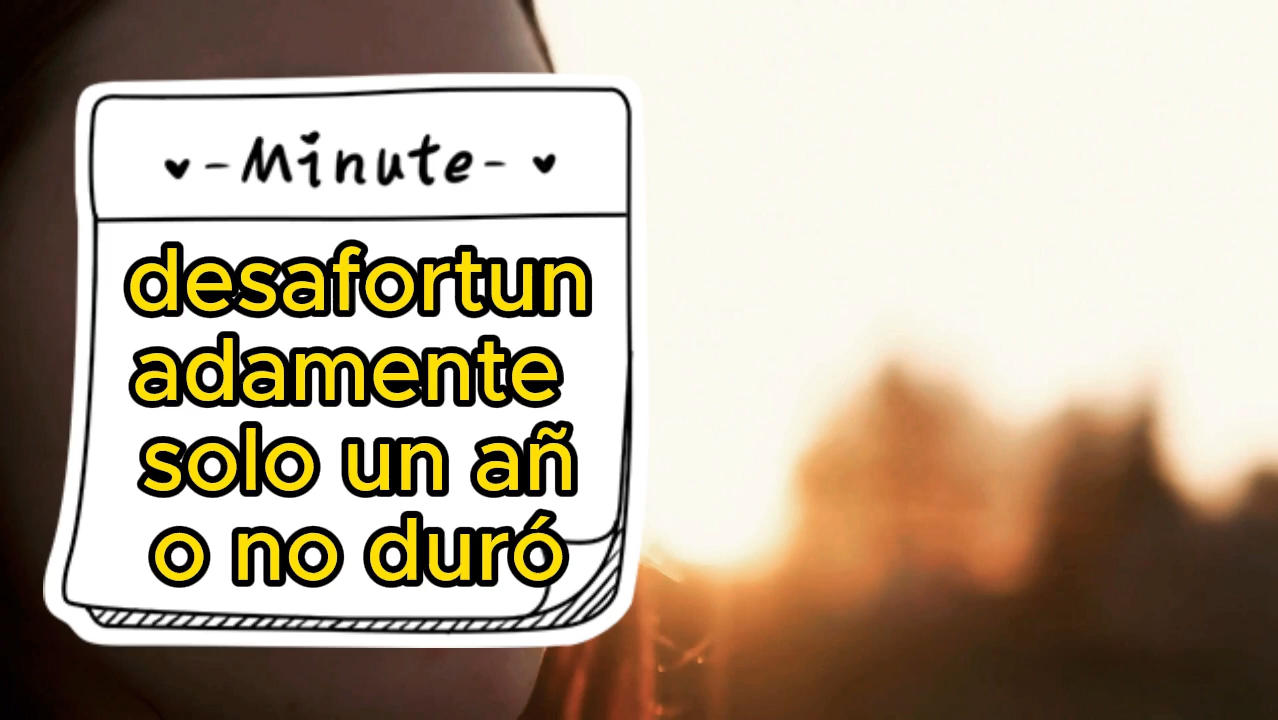 -Minute-
desafortun
adamente
solo un añ
o no duró